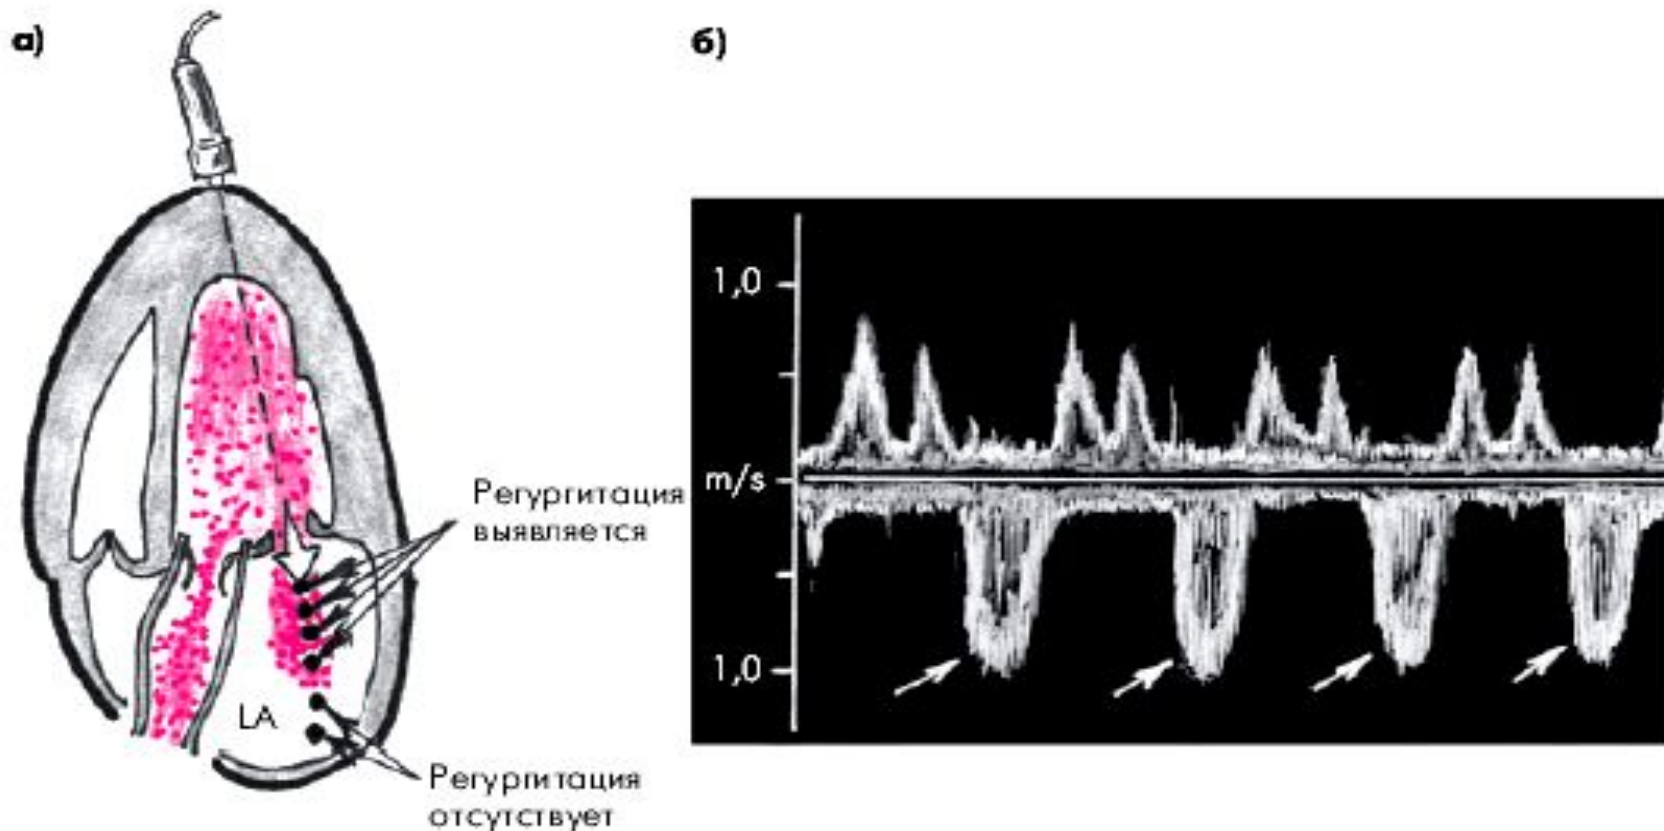 а)
Регургитация
выявляется
LA
Регургитация
отсутствует
б)
1,0
m/s
1,0